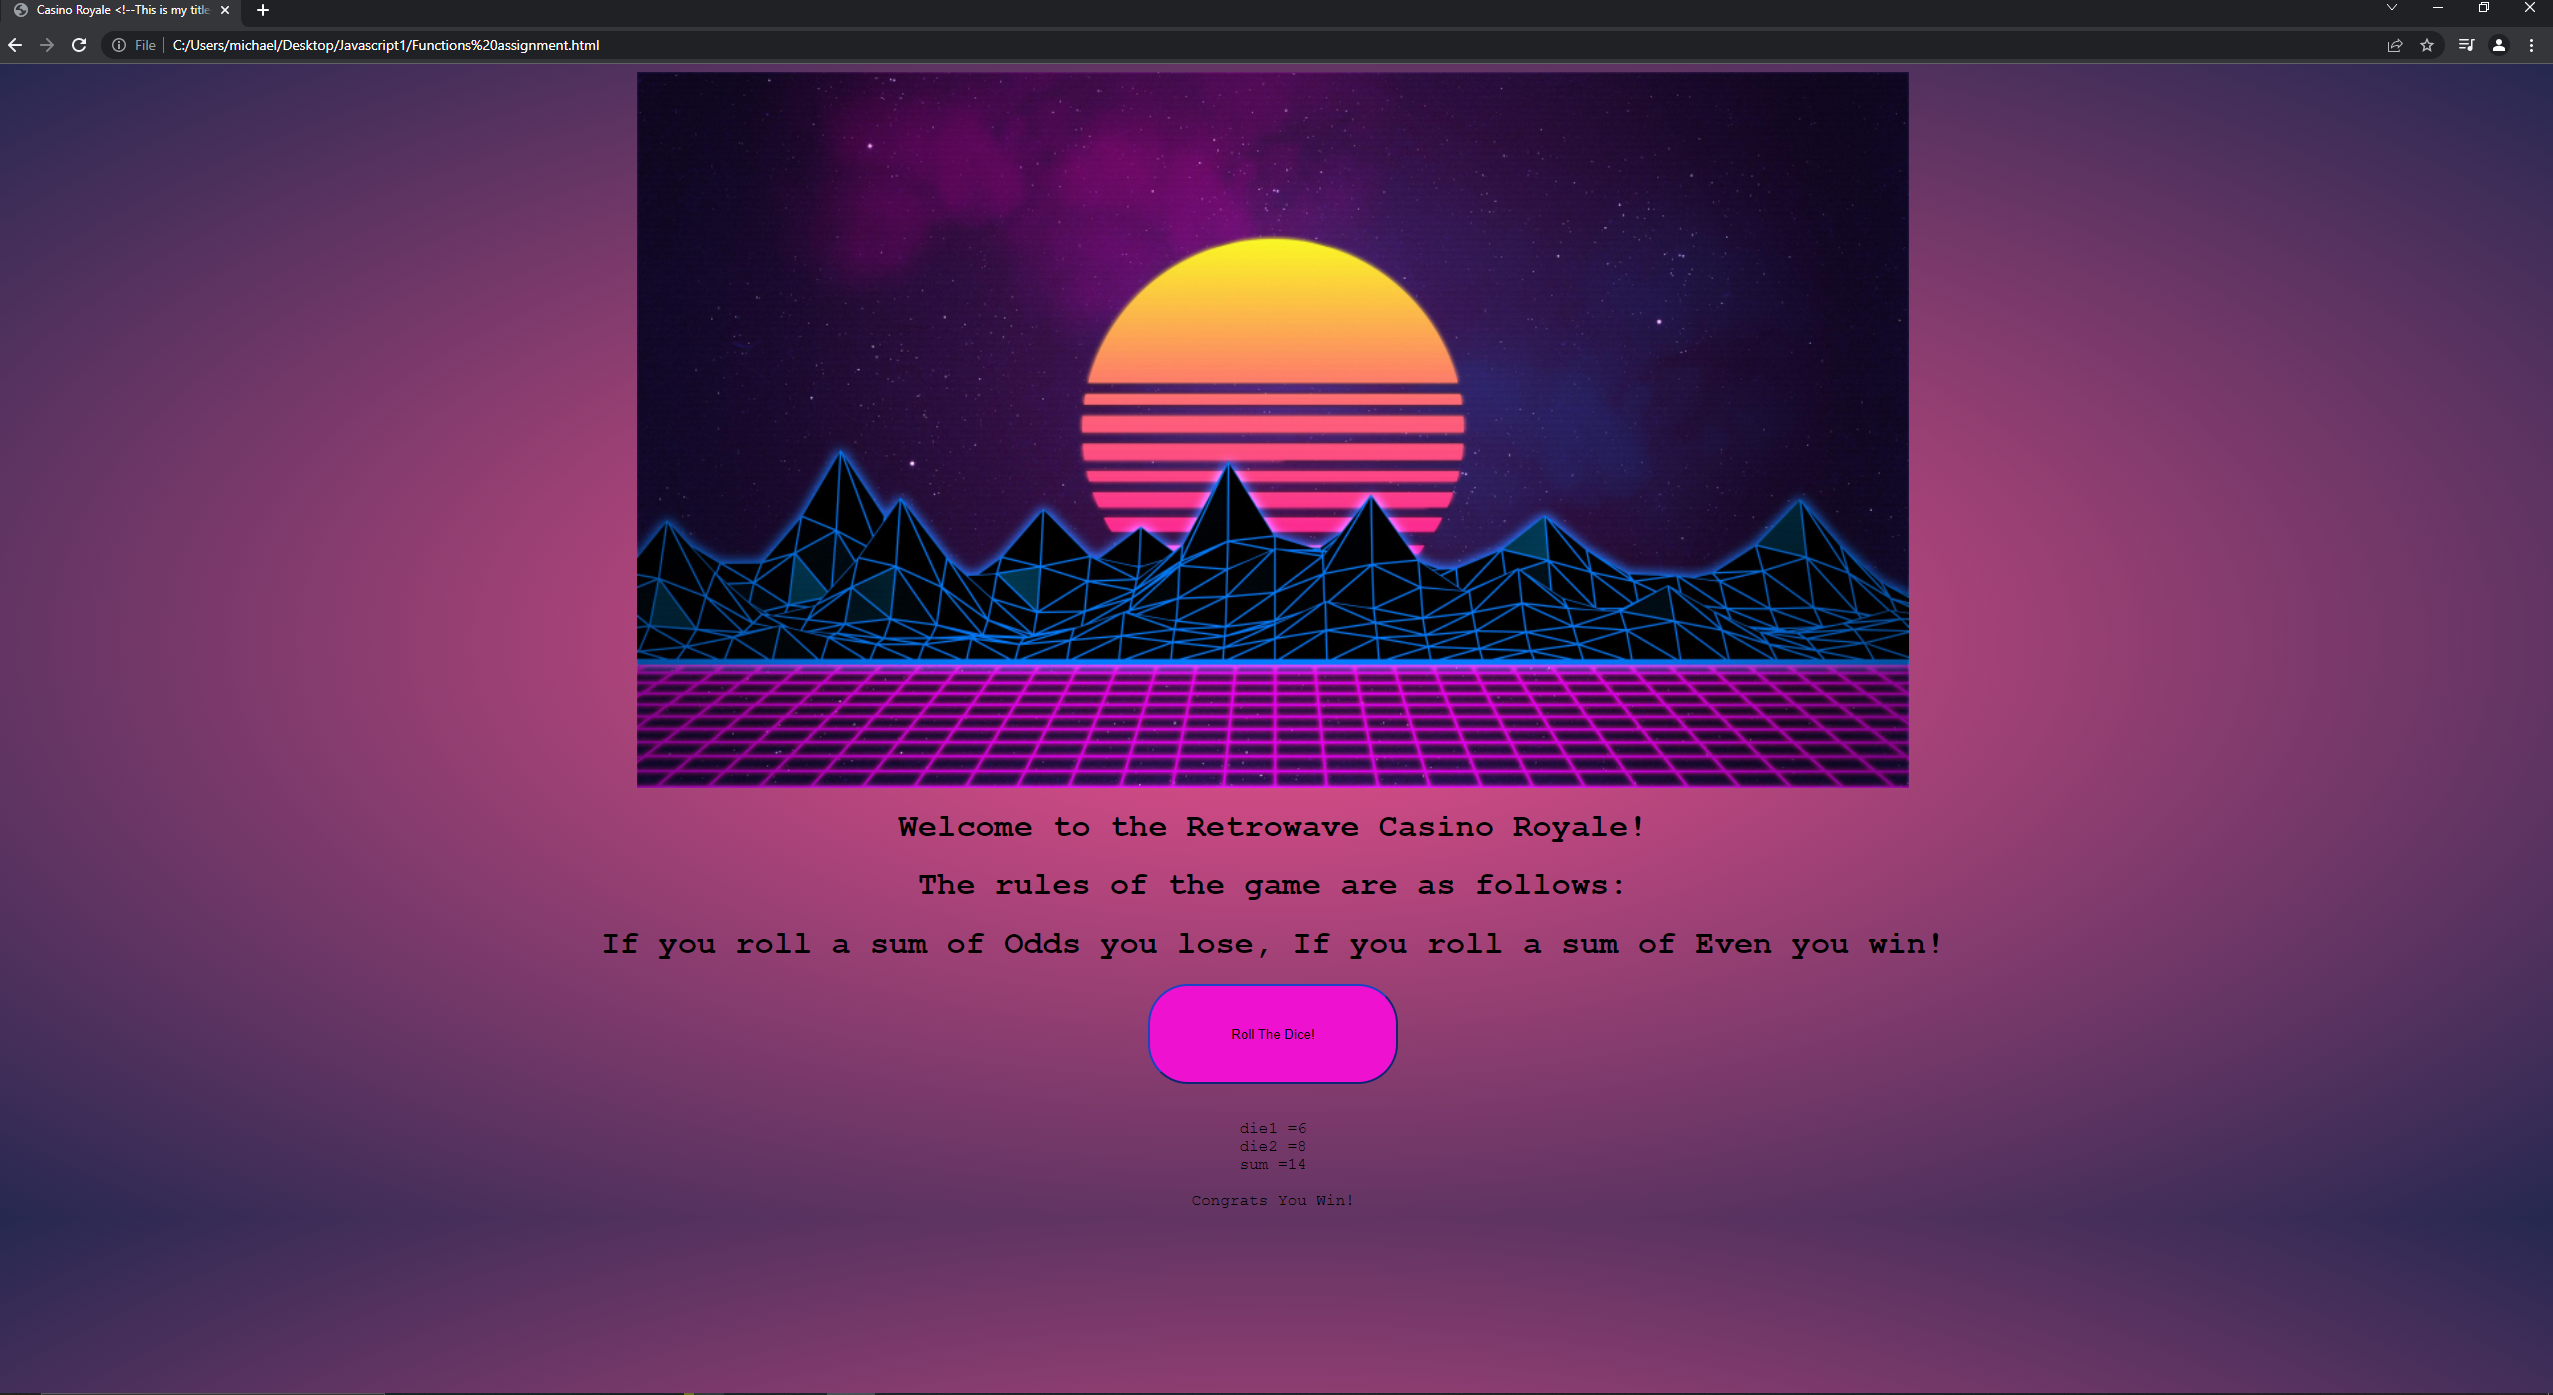 Casino Royale <!--This is my title
File
C:/Users/michael/Desktop/Javascript1/Functions%20assignment.html
Welcome to the Retrowave Casino Royale!
The rules of the game are as follows:
If you roll a sum of Odds you lose, If you roll a sum of Even you win!
Roll The Dice!
die1 =6
die2 =8
sum =14
Congrats You Win!